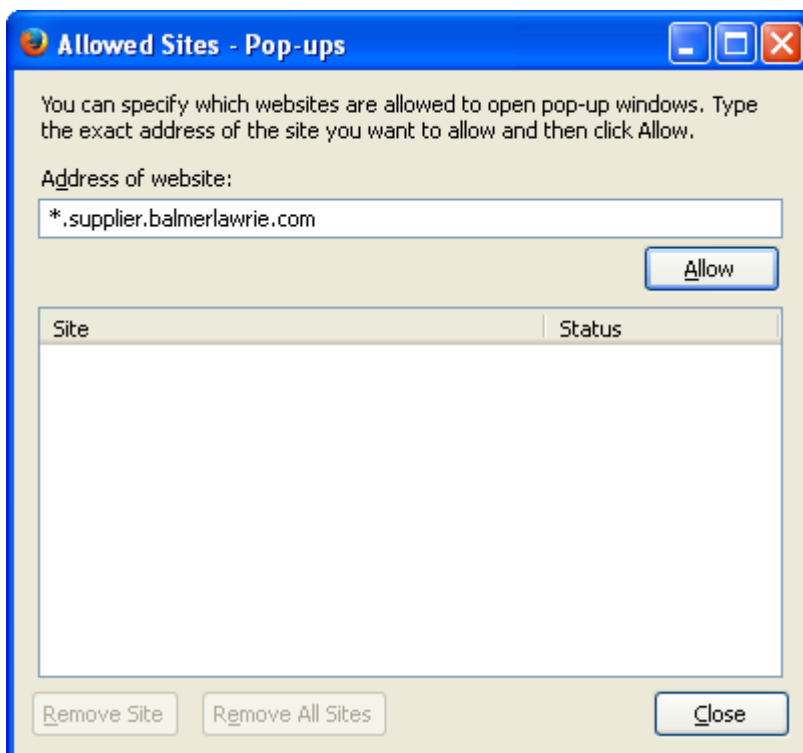 Allowed Sites - Pop-ups
You can specify which websites are allowed to open pop-up windows. Type
the exact address of the site you want to allow and then click Allow.
Address of website:
*.supplier.balmerlawrie.com
Allow
Site Status
Remove Site Remove All Sites Close